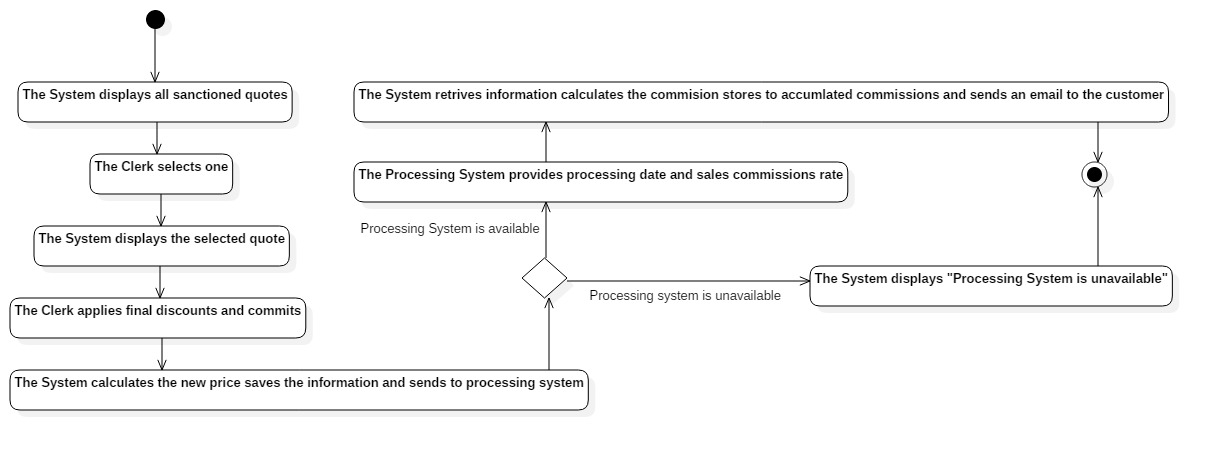 The System displays all sanctioned quotes
The Clerk selects one
The System displays the selected quote
The Clerk applies final discounts and commits
The System calculates the new price saves the information and sends to processing system
Processing System is available
Processing system is unavailable
The Processing System provides processing date and sales commissions rate
The System retrives information calculates the commision stores to accumlated commissions and sends an email to the customer
The System displays "Processing System is unavailable"